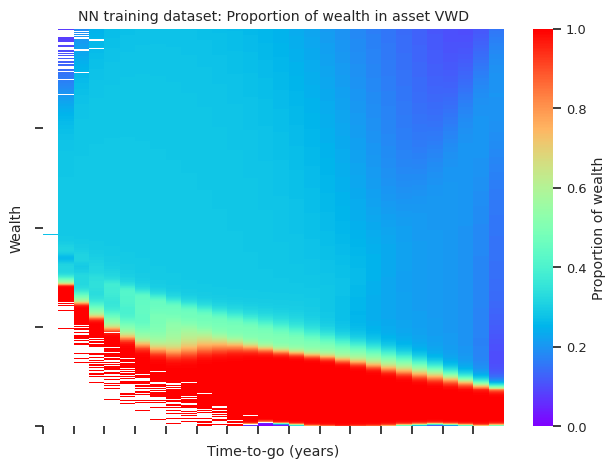 NN training dataset: Proportion of wealth in asset VWD
Wealth
Time-to-go (years)
1.0
0.8
0.6
0.4
0.2
0.0
Proportion of wealth